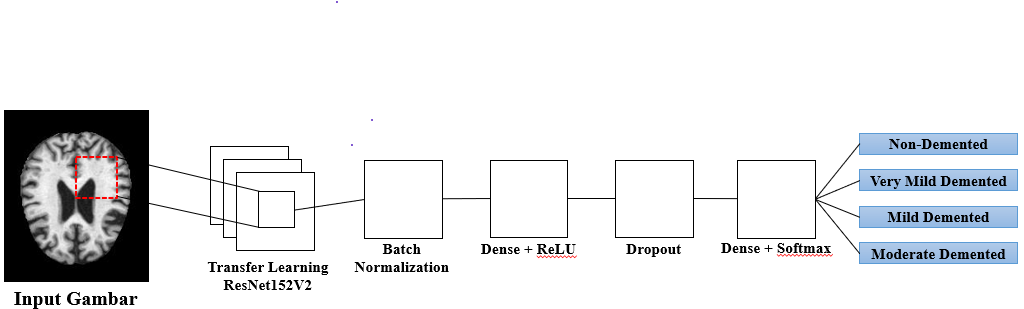 Input Gambar
Transfer Learning
ResNet152V2
Batch
Normalization
Dense + ReLU
Dropout
Dense + Softmax
Non-Demented
Very Mild Demented
Mild Demented
Moderate Demented